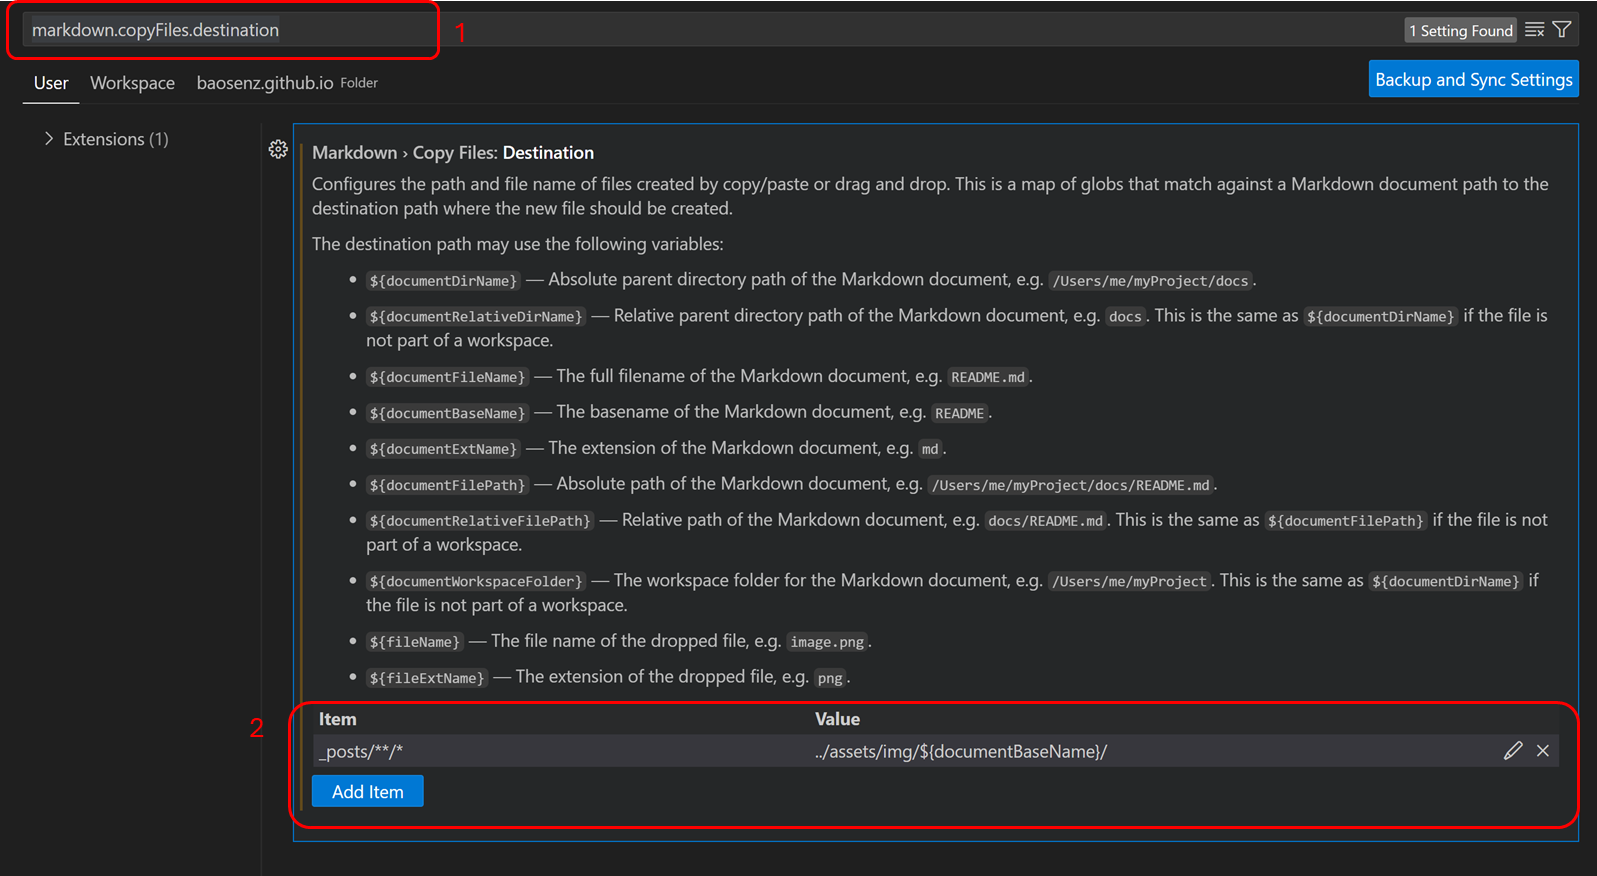 markdown.copyFiles.destination
1
1 Setting Found
User Workspace baosenz.github.io Folder
Backup and Sync Settings
Extensions (1)
Markdown › Copy Files: Destination
Configures the path and file name of files created by copy/paste or drag and drop. This is a map of globs that match against a Markdown document path to the
destination path where the new file should be created.
The destination path may use the following variables:
• ${documentDirName} — Absolute parent directory path of the Markdown document, e.g. /Users/me/myProject/docs.
• ${documentRelativeDirName} — Relative parent directory path of the Markdown document, e.g. docs. This is the same as ${documentDirName} if the file is
not part of a workspace.
• ${documentFileName} — The full filename of the Markdown document, e.g. README.md.
• ${documentBaseName} — The basename of the Markdown document, e.g. README.
• ${documentExtName} — The extension of the Markdown document, e.g. md.
• ${documentFilePath} — Absolute path of the Markdown document, e.g. /Users/me/myProject/docs/README.md.
• ${documentRelativeFilePath} — Relative path of the Markdown document, e.g. docs/README.md. This is the same as ${documentFilePath} if the file is not
part of a workspace.
• ${documentWorkspaceFolder} — The workspace folder for the Markdown document, e.g. /Users/me/myProject. This is the same as ${documentDirName} if
the file is not part of a workspace.
• ${fileName} — The file name of the dropped file, e.g. image.png.
• ${fileExtName} — The extension of the dropped file, e.g. png.
2
Item Value
_posts/**/* ../assets/img/${documentBaseName}/
Add Item